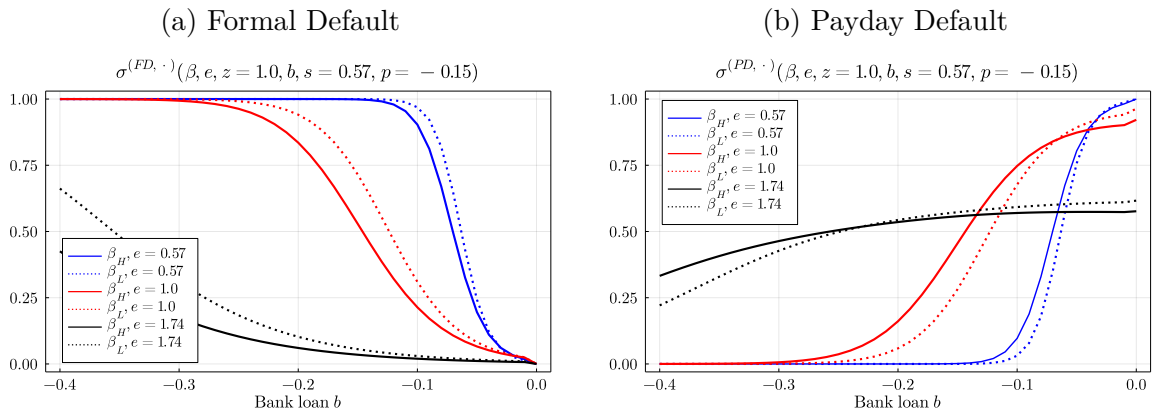 (a) Formal Default
σ^(FD, ·)(β, e, z = 1.0, b, s = 0.57, p = − 0.15)
1.00
0.75
0.50
0.25
0.00
β_H, e = 0.57
β_L, e = 0.57
β_H, e = 1.0
β_L, e = 1.0
β_H, e = 1.74
β_L, e = 1.74
−0.4 −0.3 −0.2 −0.1 0.0
Bank loan b
(b) Payday Default
σ^(PD, ·)(β, e, z = 1.0, b, s = 0.57, p = − 0.15)
1.00
0.75
0.50
0.25
0.00
β_H, e = 0.57
β_L, e = 0.57
β_H, e = 1.0
β_L, e = 1.0
β_H, e = 1.74
β_L, e = 1.74
−0.4 −0.3 −0.2 −0.1 0.0
Bank loan b